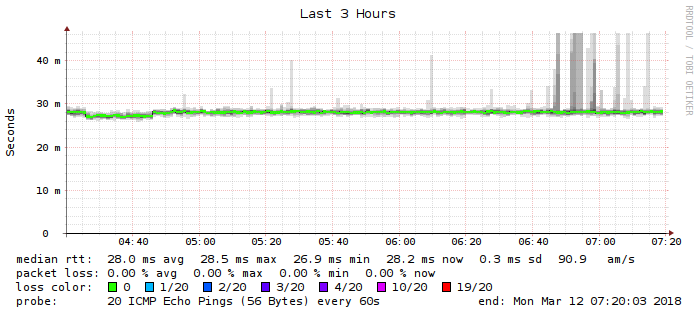 Last 3 Hours
RRDTOOL / TOBI OETIKER
Seconds
40 m
30 m
20 m
10 m
0
04:40 05:00 05:20 05:40 06:00 06:20 06:40 07:00 07:20
median rtt: 28.0 ms avg 28.5 ms max 26.9 ms min 28.2 ms now 0.3 ms sd 90.9 am/s
packet loss: 0.00 % avg 0.00 % max 0.00 % min 0.00 % now
loss color: 0 1/20 2/20 3/20 4/20 10/20 19/20
probe: 20 ICMP Echo Pings (56 Bytes) every 60s end: Mon Mar 12 07:20:03 2018